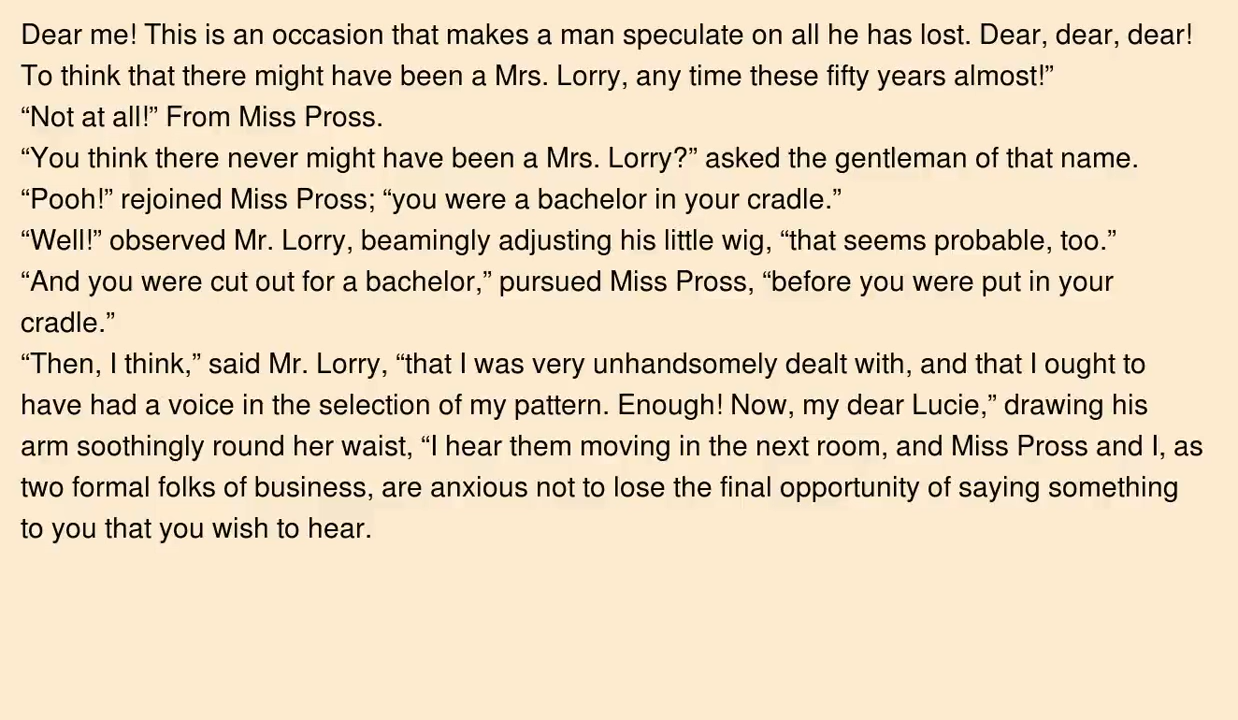 Dear me! This is an occasion that makes a man speculate on all he has lost. Dear, dear, dear!
To think that there might have been a Mrs. Lorry, any time these fifty years almost!”
“Not at all!” From Miss Pross.
“You think there never might have been a Mrs. Lorry?” asked the gentleman of that name.
“Pooh!” rejoined Miss Pross; “you were a bachelor in your cradle.”
“Well!” observed Mr. Lorry, beamingly adjusting his little wig, “that seems probable, too.”
“And you were cut out for a bachelor,” pursued Miss Pross, “before you were put in your
cradle.”
“Then, I think,” said Mr. Lorry, “that I was very unhandsomely dealt with, and that I ought to
have had a voice in the selection of my pattern. Enough! Now, my dear Lucie,” drawing his
arm soothingly round her waist, “I hear them moving in the next room, and Miss Pross and I, as
two formal folks of business, are anxious not to lose the final opportunity of saying something
to you that you wish to hear.